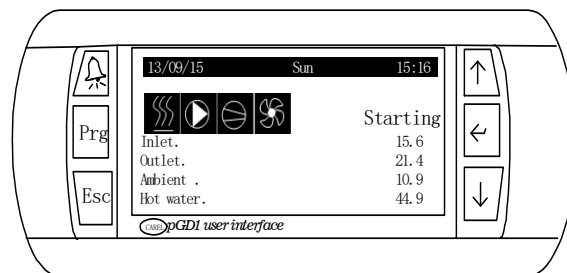 13/09/15 Sun 15:16
Starting
Prg
Inlet. 15.6
Outlet. 21.4
Ambient . 10.9
Esc
Hot water. 44.9
CAREL pGD1 user interface